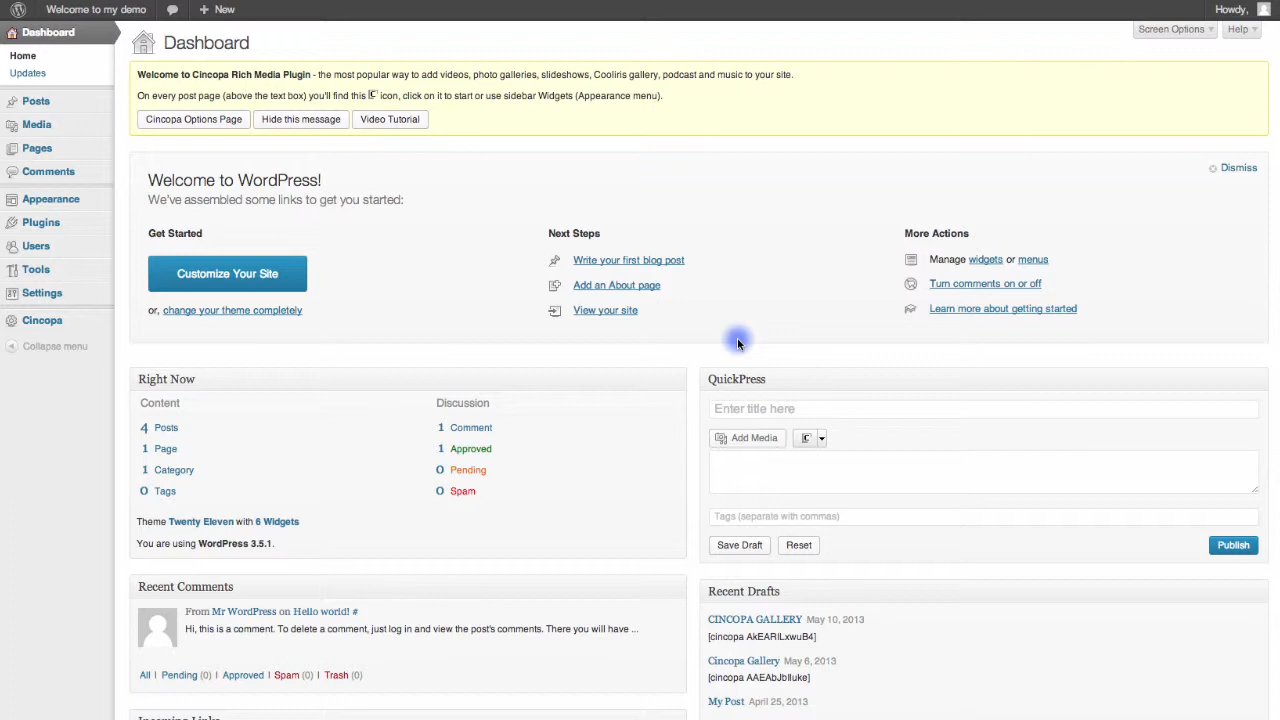 Welcome to my demo
New
Howdy,
Dashboard
Home
Updates
Posts
Media
Pages
Comments
Appearance
Plugins
Users
Tools
Settings
Cincopa
Collapse menu
Dashboard
Screen Options
Help
Welcome to Cincopa Rich Media Plugin - the most popular way to add videos, photo galleries, slideshows, Cooliris gallery, podcast and music to your site.
On every post page (above the text box) you'll find this C icon, click on it to start or use sidebar Widgets (Appearance menu).
Cincopa Options Page
Hide this message
Video Tutorial
Welcome to WordPress!
We've assembled some links to get you started:
Dismiss
Get Started
Customize Your Site
or, change your theme completely
Next Steps
Write your first blog post
Add an About page
View your site
More Actions
Manage widgets or menus
Turn comments on or off
Learn more about getting started
Right Now
Content
4 Posts
1 Page
1 Category
0 Tags
Discussion
1 Comment
1 Approved
0 Pending
0 Spam
Theme Twenty Eleven with 6 Widgets
You are using WordPress 3.5.1.
QuickPress
Enter title here
Add Media
C
Tags (separate with commas)
Save Draft
Reset
Publish
Recent Comments
From Mr WordPress on Hello world! #
Hi, this is a comment. To delete a comment, just log in and view the post's comments. There you will have ...
All | Pending (0) | Approved | Spam (0) | Trash (0)
Recent Drafts
CINCOPA GALLERY May 10, 2013
Cincopa Gallery May 6, 2013
My Post April 25, 2013
Incoming Links